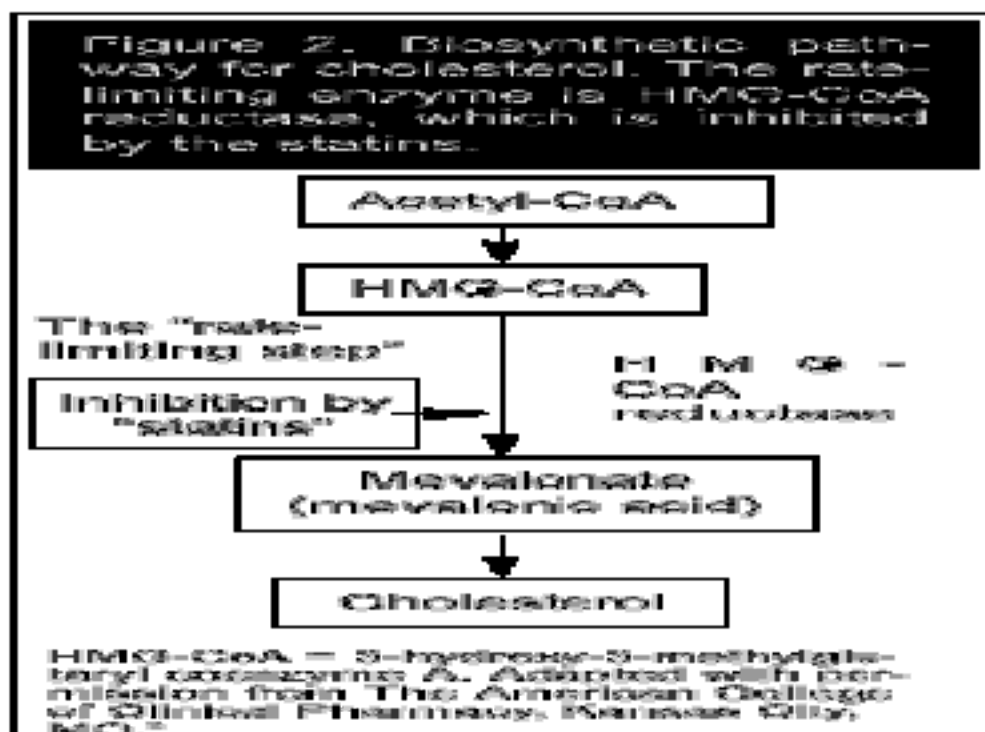 Figure 2. Biosynthetic path-
way for cholesterol. The rate-
limiting enzyme is HMG-CoA
reductase, which is inhibited
by the statins.
Acetyl-CoA
HMG-CoA
The "rate-
limiting step"
Inhibition by
"statins"
HMG-
CoA
reductase
Mevalonate
(mevalonic acid)
Cholesterol
HMG-CoA = 3-hydroxy-3-methylglu-
taryl coenzyme A. Adapted with per-
mission from The American College
of Clinical Pharmacy, Kansas City,
MO.